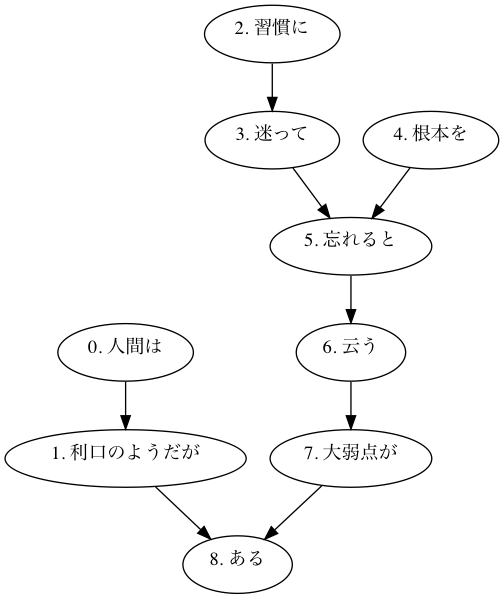 2. 習慣に
3. 迷って
4. 根本を
5. 忘れると
0. 人間は
6. 云う
1. 利口のようだが
7. 大弱点が
8. ある